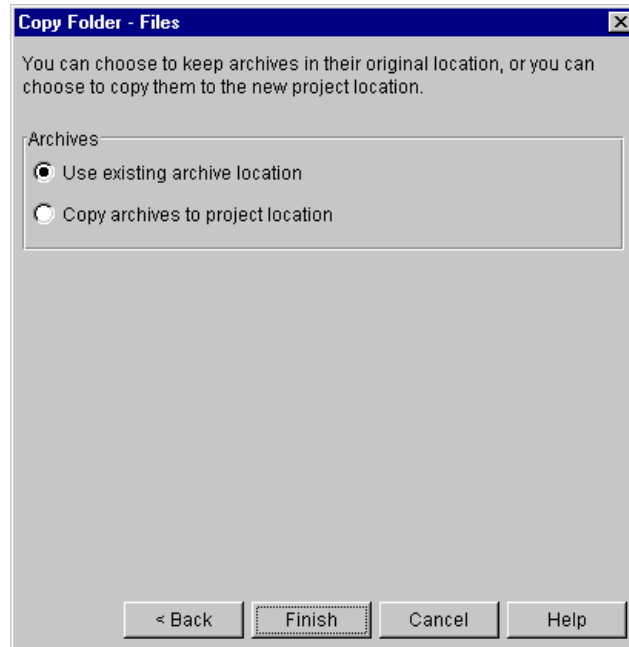 Copy Folder - Files
You can choose to keep archives in their original location, or you can
choose to copy them to the new project location.
Archives
Use existing archive location
Copy archives to project location
< Back Finish Cancel Help